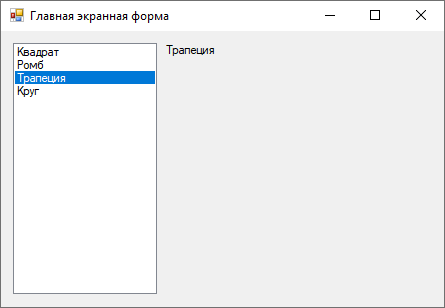 Главная экранная форма
Квадрат
Ромб
Трапеция
Круг
Трапеция